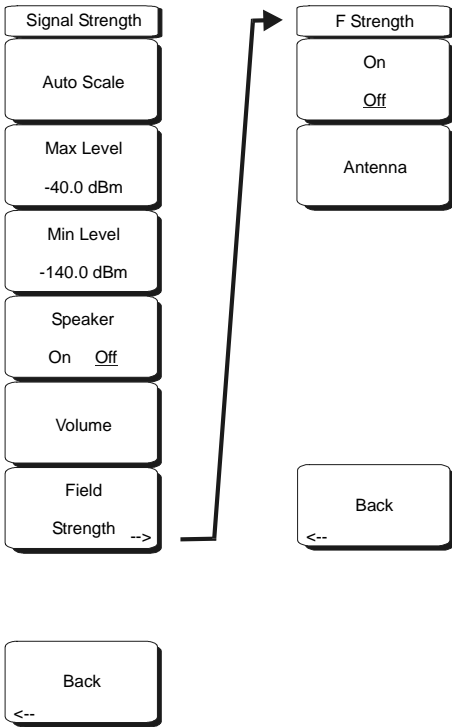 Signal Strength
Auto Scale
Max Level
-40.0 dBm
Min Level
-140.0 dBm
Speaker
On Off
Volume
Field
Strength -->
Back
<--
F Strength
On
Off
Antenna
Back
<--